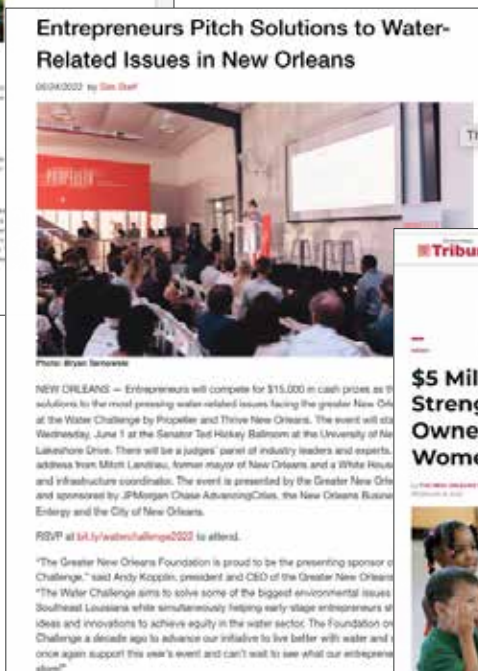 Entrepreneurs Pitch Solutions to Water-
Related Issues in New Orleans
05/24/2022 by Site Staff
PROPELLER
Th
Photo: Bryan Tarnowski
NEW ORLEANS — Entrepreneurs will compete for $15,000 in cash prizes as th
solutions to the most pressing water-related issues facing the greater New Orle
at the Water Challenge by Propeller and Thrive New Orleans. The event will sta
Wednesday, June 1 at the Senator Ted Hickey Ballroom at the University of Ne
Lakeshore Drive. There will be a judges' panel of industry leaders and experts,
address from Mitch Landrieu, former mayor of New Orleans and a White House
and infrastructure coordinator. The event is presented by the Greater New Orle
and sponsored by JPMorgan Chase AdvancingCities, the New Orleans Busine
Entergy and the City of New Orleans.
RSVP at bit.ly/waterchallenge2022 to attend.
"The Greater New Orleans Foundation is proud to be the presenting sponsor o
Challenge," said Andy Kopplin, president and CEO of the Greater New Orleans
"The Water Challenge aims to solve some of the biggest environmental issues
Southeast Louisiana while simultaneously helping early-stage entrepreneurs sh
ideas and innovations to achieve equity in the water sector. The Foundation
Challenge a decade ago to advance our initiative to live better with water and
once again support this year's event and can't wait to see what our entreprene
Tribu
$5 Mil
Streng
Owne
Wome